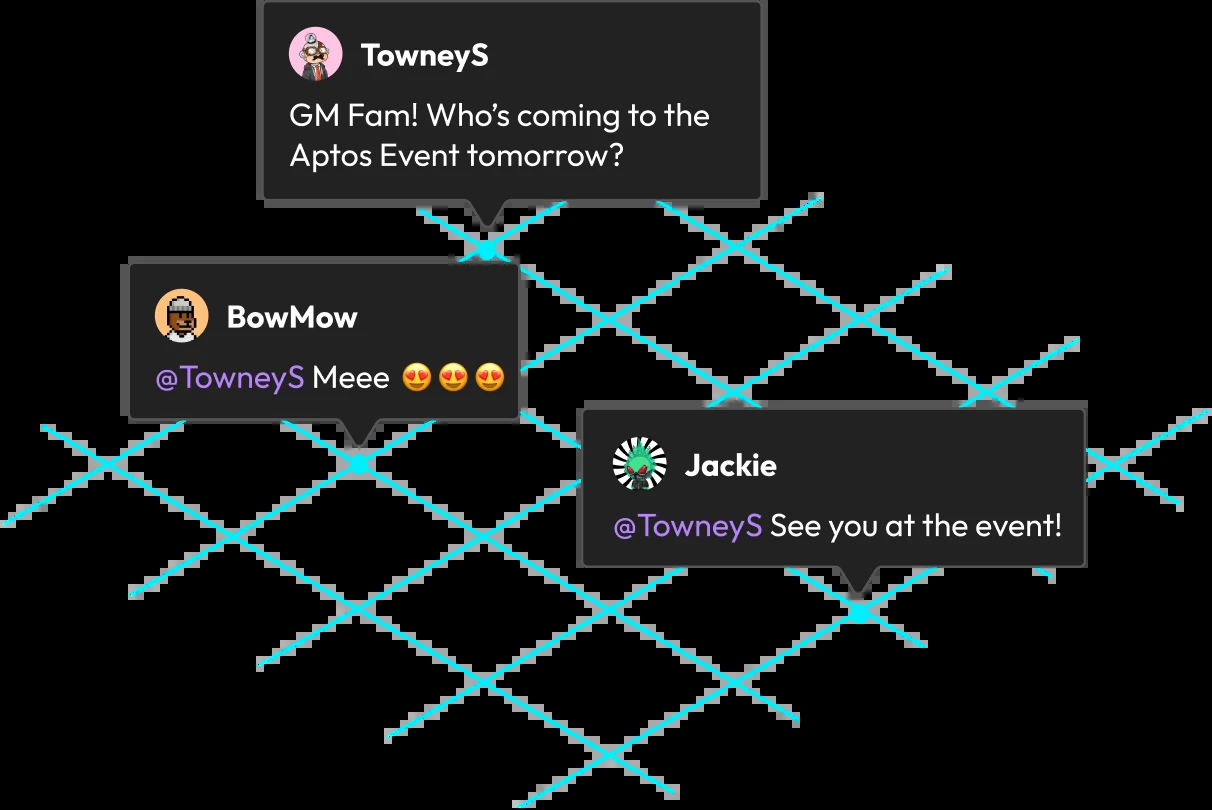 TowneyS
GM Fam! Who’s coming to the
Aptos Event tomorrow?
BowMow
@TowneyS Meee 😍😍😍
Jackie
@TowneyS See you at the event!